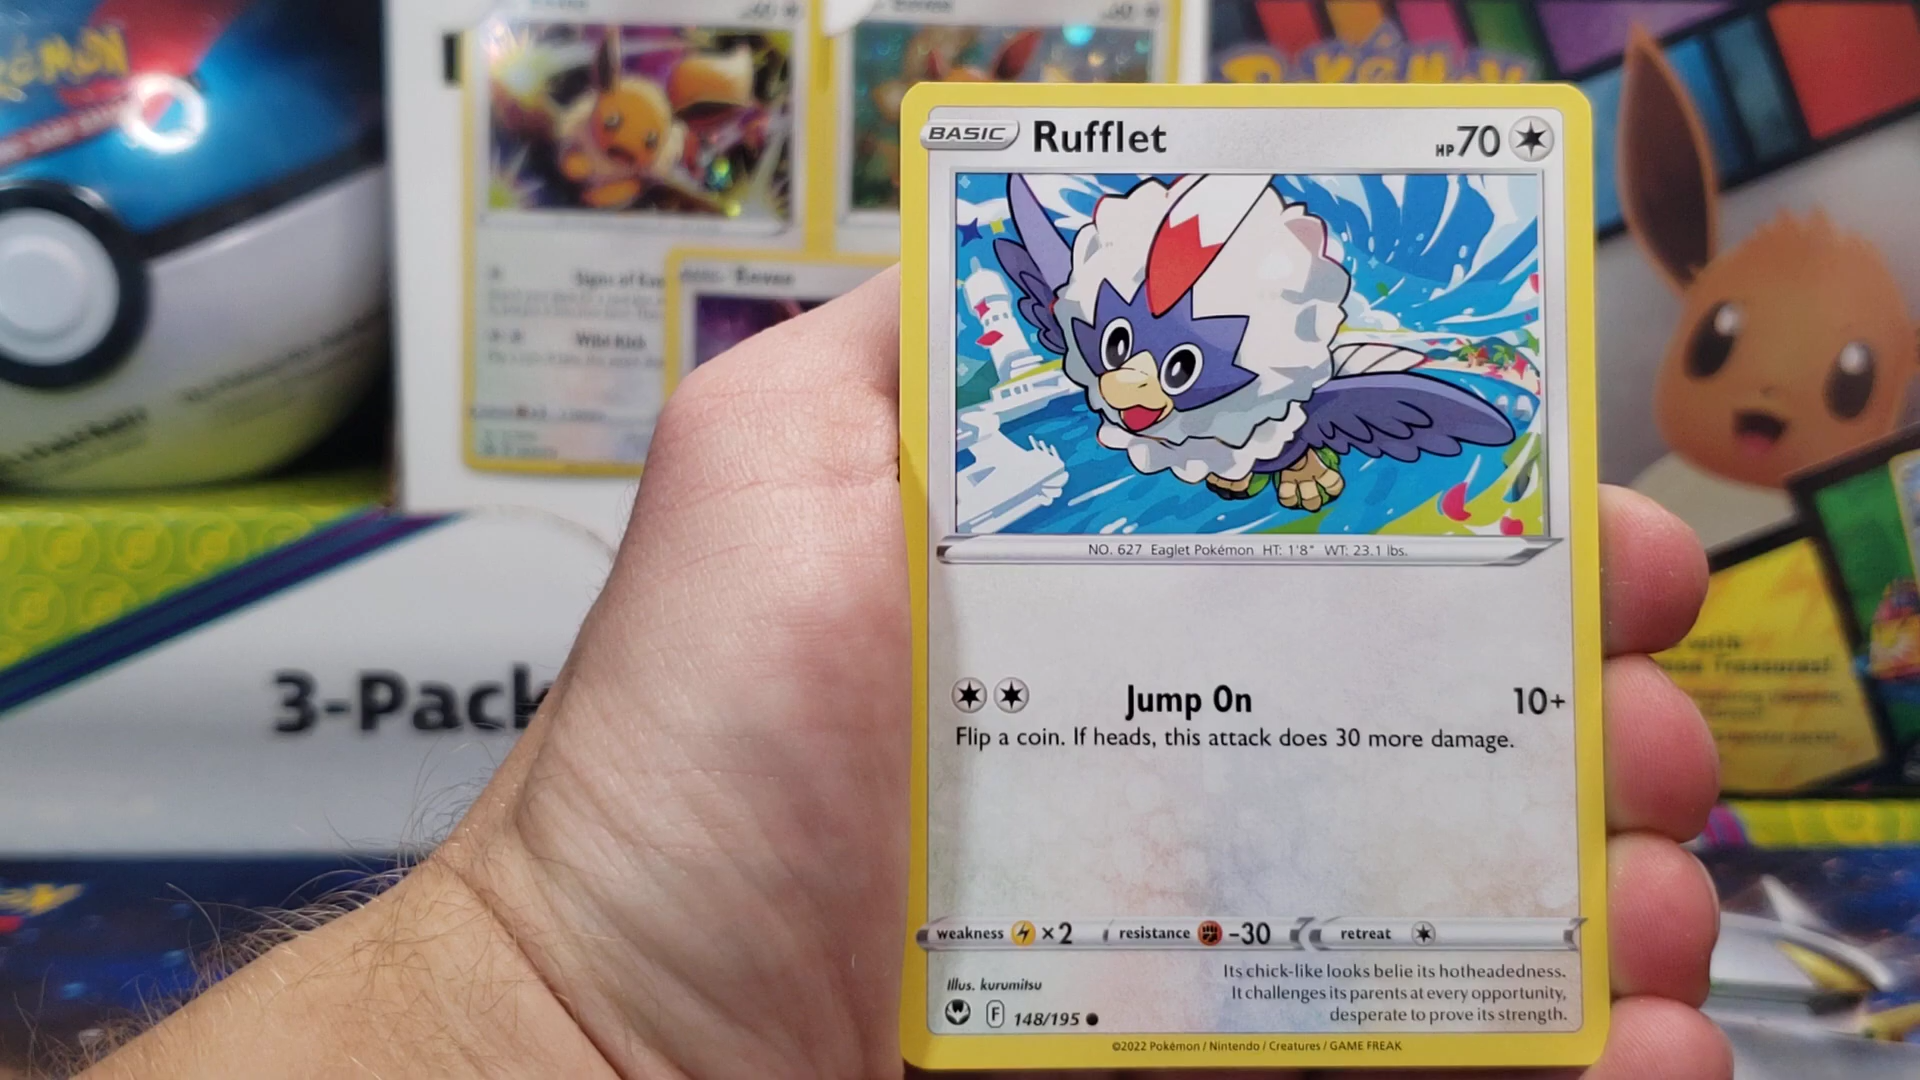 POKÉMON
BASIC Rufflet HP 70
NO. 627 Eaglet Pokémon HT: 1'8" WT: 23.1 lbs.
Jump On 10+
Flip a coin. If heads, this attack does 30 more damage.
weakness ×2 resistance -30 retreat
Illus. kurumitsu
F 148/195
Its chick-like looks belie its hotheadedness.
It challenges its parents at every opportunity,
desperate to prove its strength.
©2022 Pokémon / Nintendo / Creatures / GAME FREAK
Eevee
Wild Kick
3-Pack